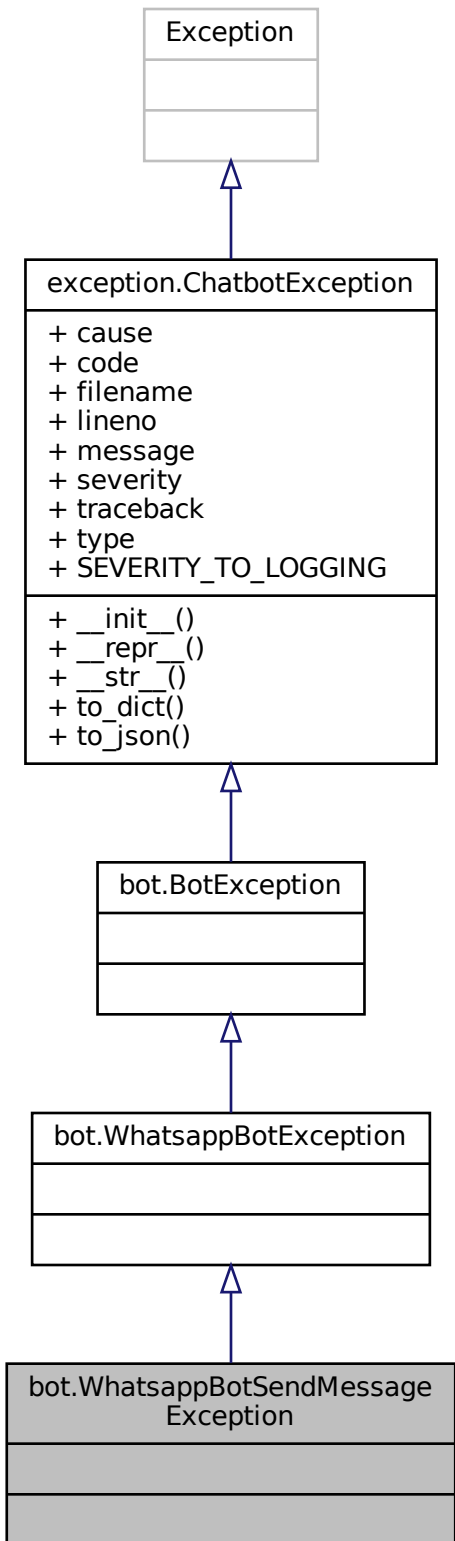 Exception
exception.ChatbotException
+ cause
+ code
+ filename
+ lineno
+ message
+ severity
+ traceback
+ type
+ SEVERITY_TO_LOGGING
+ __init__()
+ __repr__()
+ __str__()
+ to_dict()
+ to_json()
bot.BotException
bot.WhatsappBotException
bot.WhatsappBotSendMessage
Exception